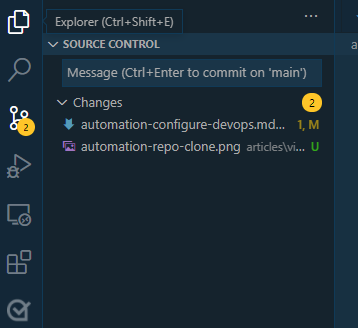 Explorer (Ctrl+Shift+E)
SOURCE CONTROL
Message (Ctrl+Enter to commit on 'main')
Changes 2
automation-configure-devops.md... 1, M
automation-repo-clone.png articles\vi... U
2
a